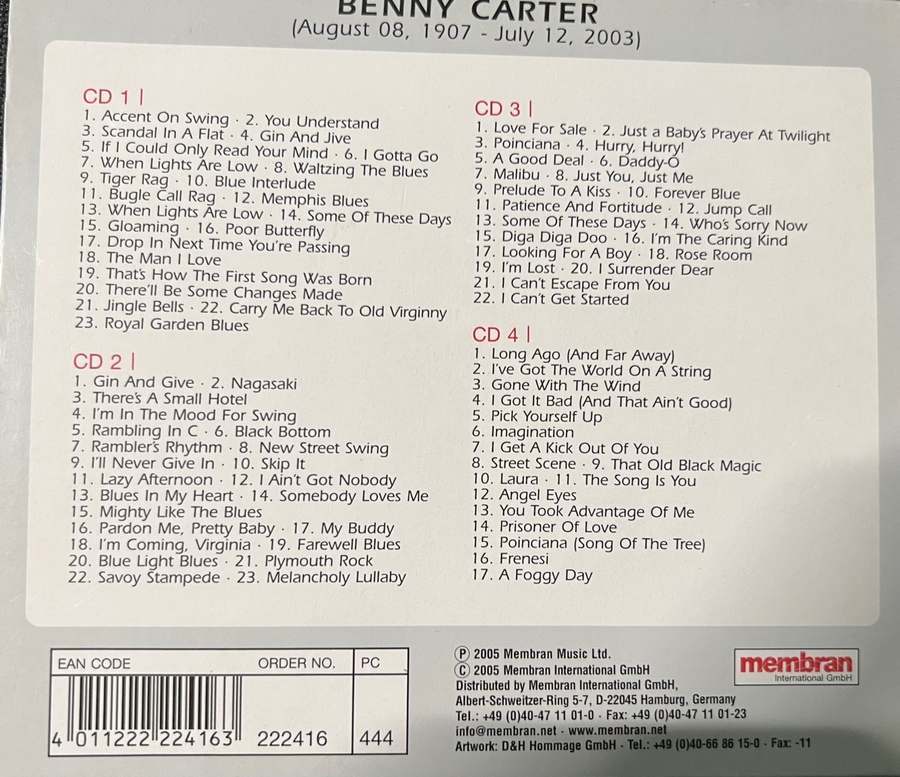 BENNY CARTER
(August 08, 1907 - July 12, 2003)
CD 1 |
1. Accent On Swing · 2. You Understand
3. Scandal In A Flat · 4. Gin And Jive
5. If I Could Only Read Your Mind · 6. I Gotta Go
7. When Lights Are Low · 8. Waltzing The Blues
9. Tiger Rag · 10. Blue Interlude
11. Bugle Call Rag · 12. Memphis Blues
13. When Lights Are Low · 14. Some Of These Days
15. Gloaming · 16. Poor Butterfly
17. Drop In Next Time You're Passing
18. The Man I Love
19. That's How The First Song Was Born
20. There'll Be Some Changes Made
21. Jingle Bells · 22. Carry Me Back To Old Virginny
23. Royal Garden Blues
CD 2 |
1. Gin And Give · 2. Nagasaki
3. There's A Small Hotel
4. I'm In The Mood For Swing
5. Rambling In C · 6. Black Bottom
7. Rambler's Rhythm · 8. New Street Swing
9. I'll Never Give In · 10. Skip It
11. Lazy Afternoon · 12. I Ain't Got Nobody
13. Blues In My Heart · 14. Somebody Loves Me
15. Mighty Like The Blues
16. Pardon Me, Pretty Baby · 17. My Buddy
18. I'm Coming, Virginia · 19. Farewell Blues
20. Blue Light Blues · 21. Plymouth Rock
22. Savoy Stampede · 23. Melancholy Lullaby
CD 3 |
1. Love For Sale · 2. Just a Baby's Prayer At Twilight
3. Poinciana · 4. Hurry, Hurry!
5. A Good Deal · 6. Daddy-O
7. Malibu · 8. Just You, Just Me
9. Prelude To A Kiss · 10. Forever Blue
11. Patience And Fortitude · 12. Jump Call
13. Some Of These Days · 14. Who's Sorry Now
15. Diga Diga Doo · 16. I'm The Caring Kind
17. Looking For A Boy · 18. Rose Room
19. I'm Lost · 20. I Surrender Dear
21. I Can't Escape From You
22. I Can't Get Started
CD 4 |
1. Long Ago (And Far Away)
2. I've Got The World On A String
3. Gone With The Wind
4. I Got It Bad (And That Ain't Good)
5. Pick Yourself Up
6. Imagination
7. I Get A Kick Out Of You
8. Street Scene · 9. That Old Black Magic
10. Laura · 11. The Song Is You
12. Angel Eyes
13. You Took Advantage Of Me
14. Prisoner Of Love
15. Poinciana (Song Of The Tree)
16. Frenesi
17. A Foggy Day
EAN CODE ORDER NO. PC
4 011222 224163 222416 444
℗ 2005 Membran Music Ltd.
© 2005 Membran International GmbH
Distributed by Membran International GmbH,
Albert-Schweitzer-Ring 5-7, D-22045 Hamburg, Germany
Tel.: +49 (0)40-47 11 01-0 · Fax: +49 (0)40-47 11 01-23
info@membran.net · www.membran.net
Artwork: D&H Hommage GmbH · Tel.: +49 (0)40-66 86 15-0 · Fax: -11
membran
International GmbH